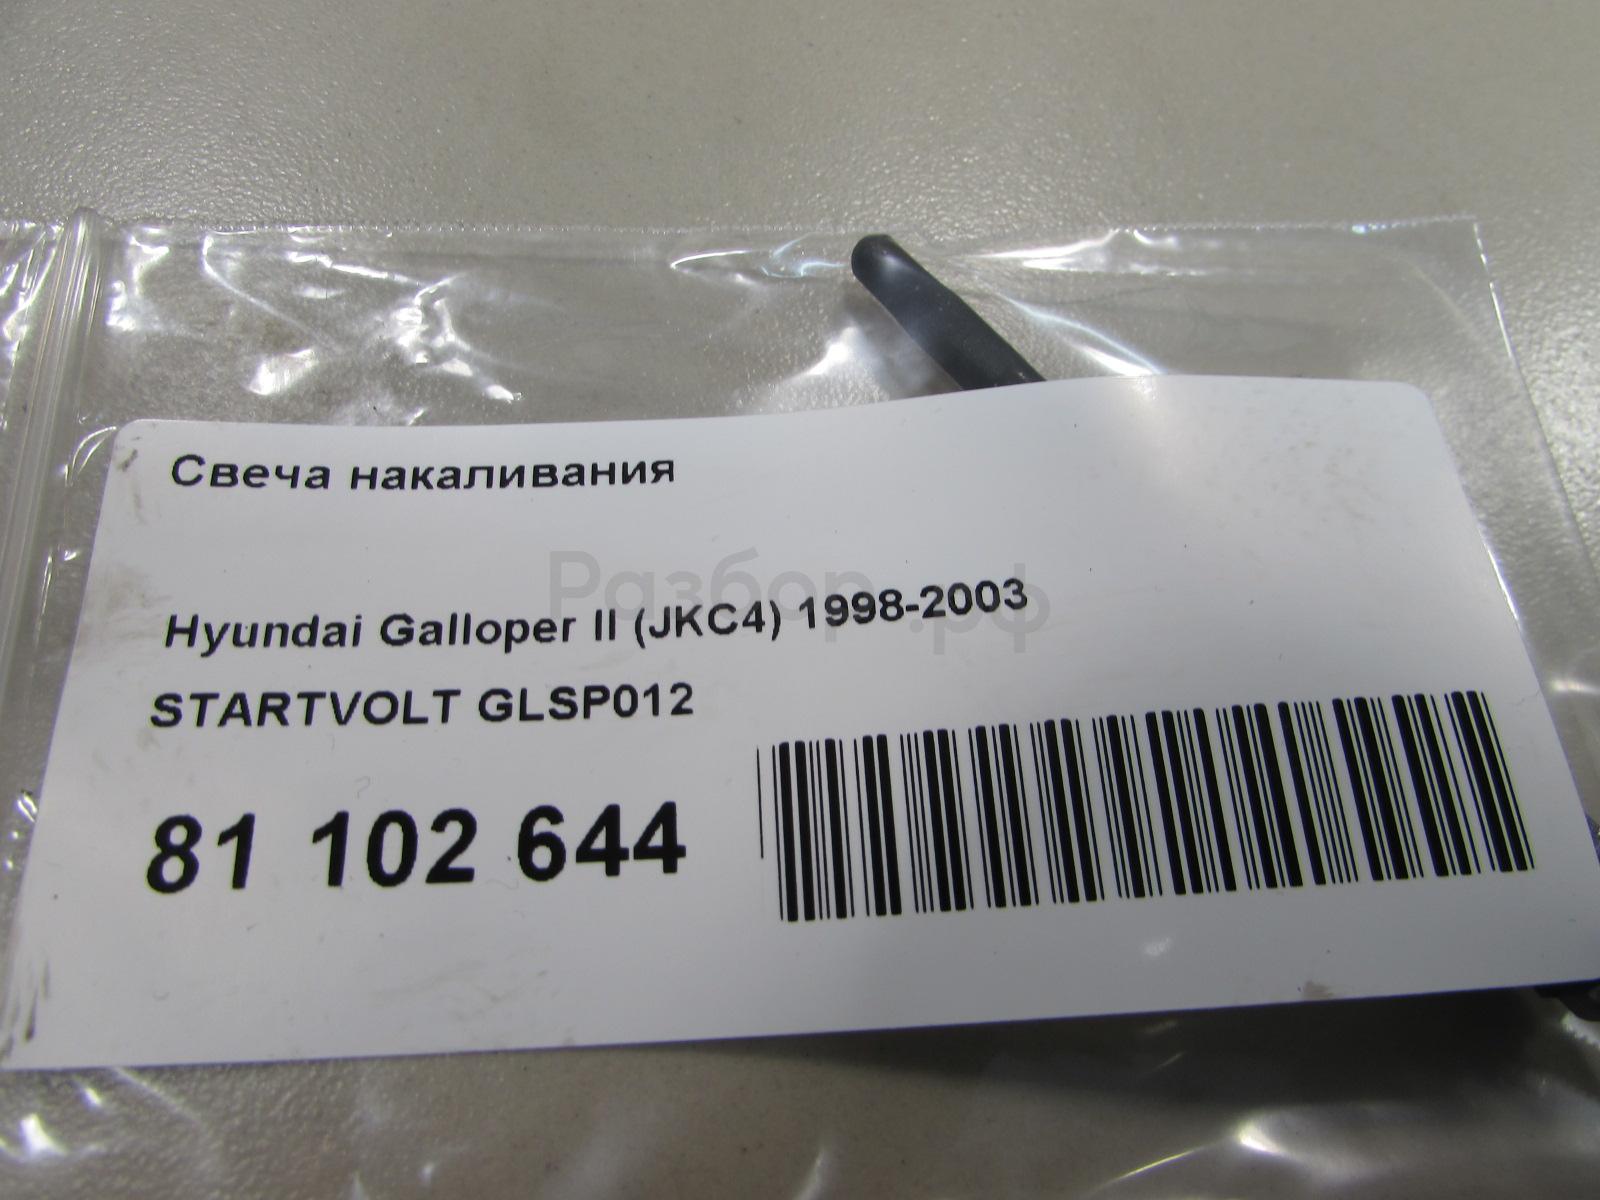 Свеча накаливания
Разбор.рф
Hyundai Galloper II (JKC4) 1998-2003
STARTVOLT GLSP012
81 102 644